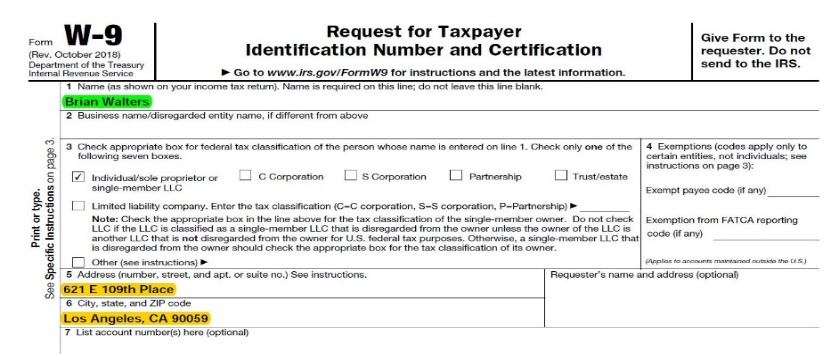 Form W-9
(Rev. October 2018)
Department of the Treasury
Internal Revenue Service
Request for Taxpayer
Identification Number and Certification
▶ Go to www.irs.gov/FormW9 for instructions and the latest information.
Give Form to the
requester. Do not
send to the IRS.
Print or type.
See Specific Instructions on page 3.
1 Name (as shown on your income tax return). Name is required on this line; do not leave this line blank.
Brian Walters
2 Business name/disregarded entity name, if different from above
3 Check appropriate box for federal tax classification of the person whose name is entered on line 1. Check only one of the
following seven boxes.
✓ Individual/sole proprietor or
single-member LLC
C Corporation
S Corporation
Partnership
Trust/estate
Limited liability company. Enter the tax classification (C=C corporation, S=S corporation, P=Partnership) ▶
Note: Check the appropriate box in the line above for the tax classification of the single-member owner. Do not check
LLC if the LLC is classified as a single-member LLC that is disregarded from the owner unless the owner of the LLC is
another LLC that is not disregarded from the owner for U.S. federal tax purposes. Otherwise, a single-member LLC that
is disregarded from the owner should check the appropriate box for the tax classification of its owner.
Other (see instructions) ▶
4 Exemptions (codes apply only to
certain entities, not individuals; see
instructions on page 3):
Exempt payee code (if any)
Exemption from FATCA reporting
code (if any)
(Applies to accounts maintained outside the U.S.)
5 Address (number, street, and apt. or suite no.) See instructions.
621 E 109th Place
Requester's name and address (optional)
6 City, state, and ZIP code
Los Angeles, CA 90059
7 List account number(s) here (optional)